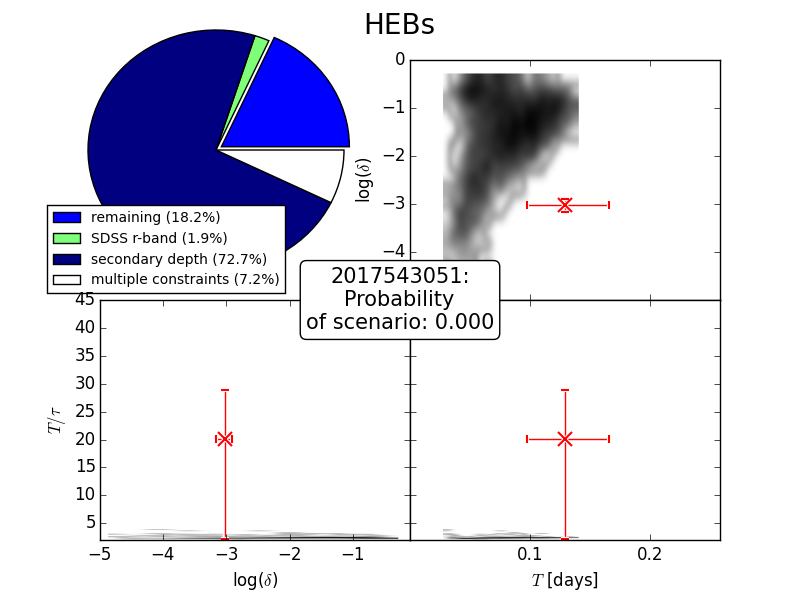 HEBs
remaining (18.2%)
SDSS r-band (1.9%)
secondary depth (72.7%)
multiple constraints (7.2%)
0
−1
−2
−3
−4
log(δ)
2017543051:
Probability
of scenario: 0.000
45
40
35
30
25
20
15
10
5
T/τ
−5 −4 −3 −2 −1
log(δ)
0.1 0.2
T [days]